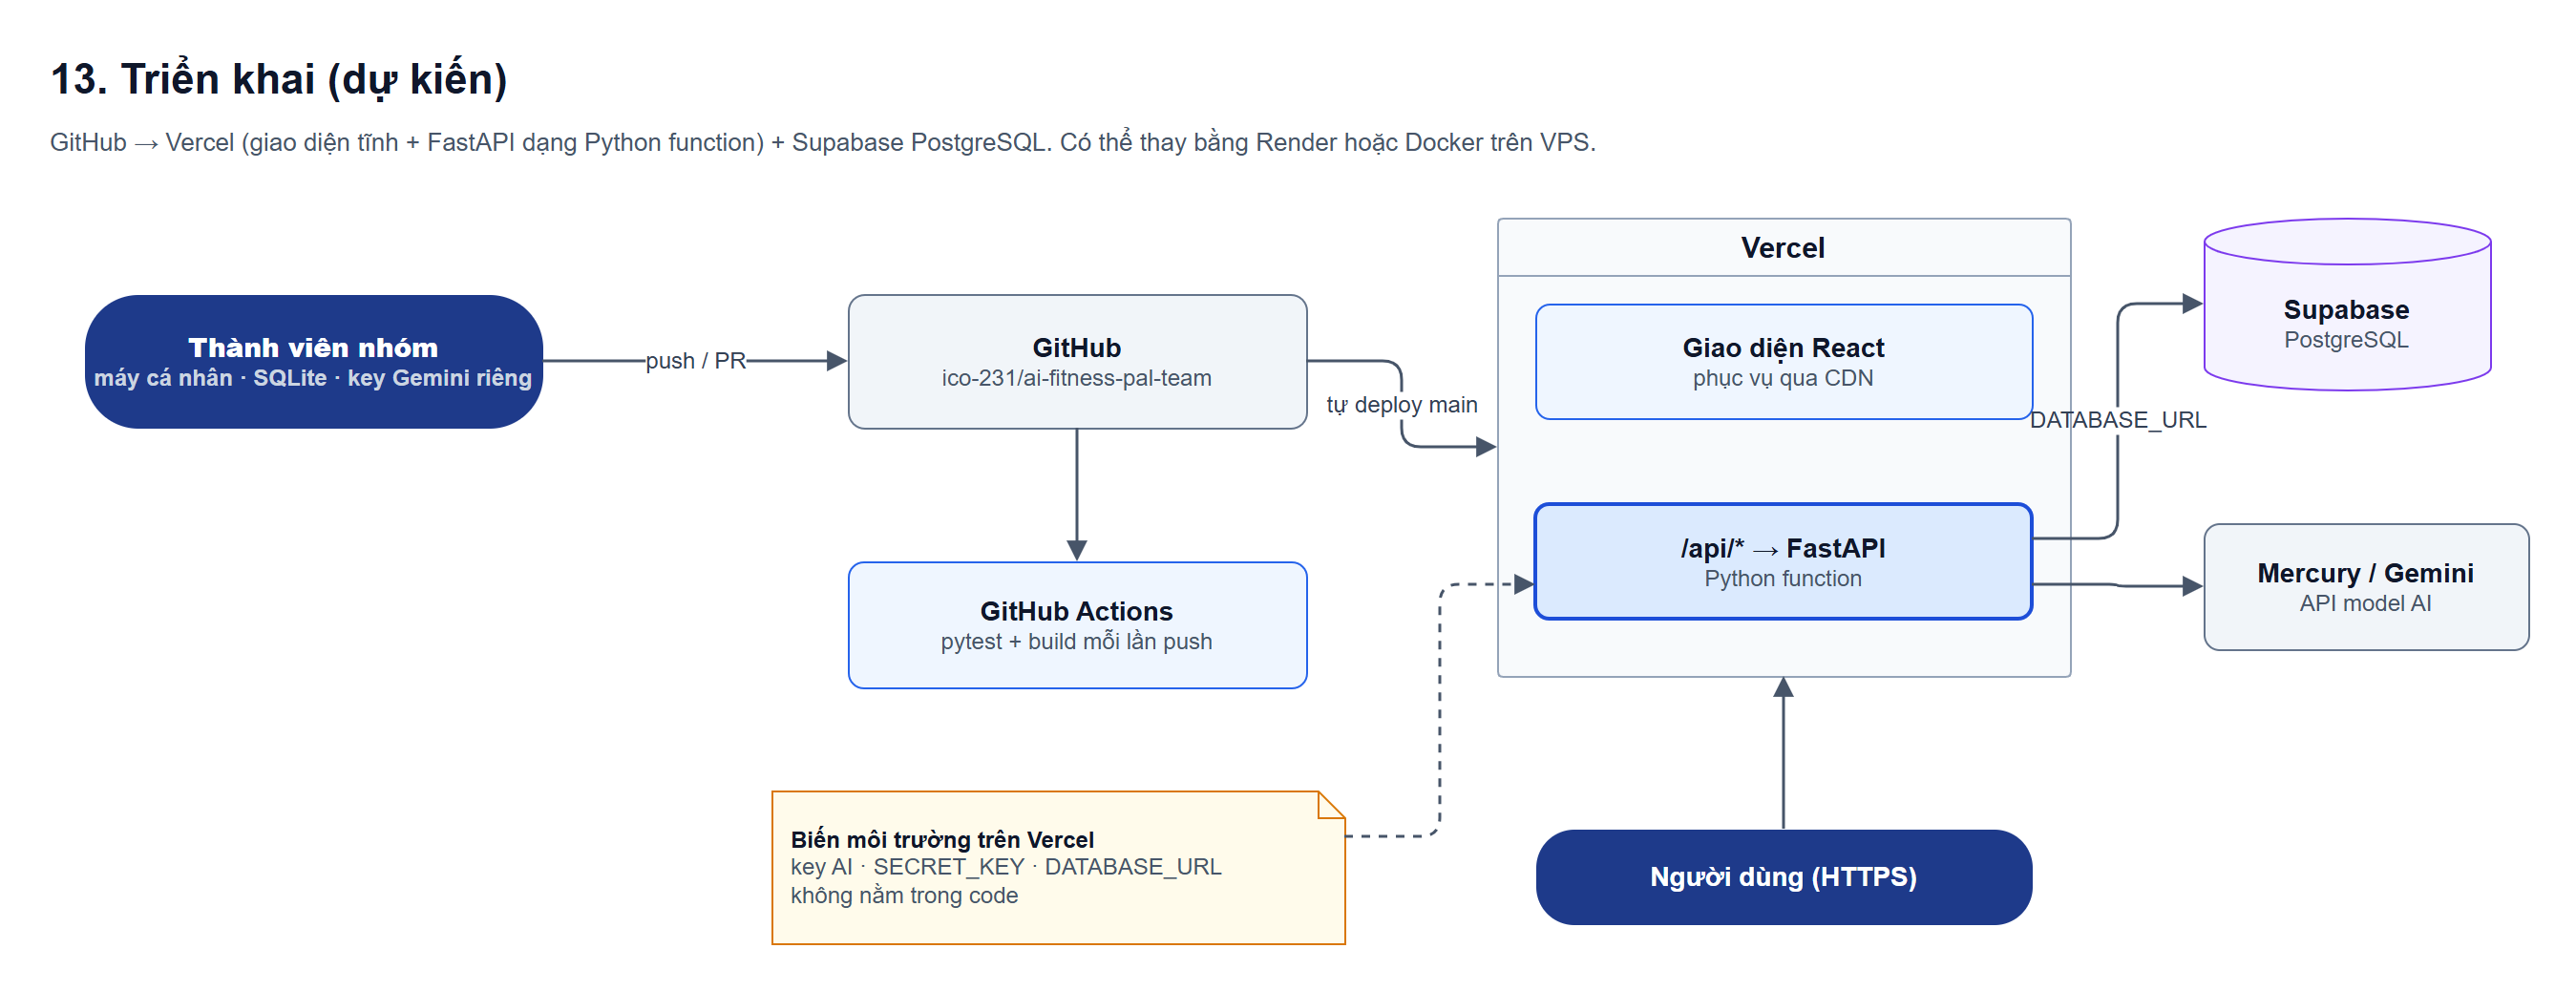 13. Triển khai (dự kiến)
GitHub → Vercel (giao diện tĩnh + FastAPI dạng Python function) + Supabase PostgreSQL. Có thể thay bằng Render hoặc Docker trên VPS.
Thành viên nhóm
máy cá nhân · SQLite · key Gemini riêng
push / PR
GitHub
ico-231/ai-fitness-pal-team
tự deploy main
GitHub Actions
pytest + build mỗi lần push
Vercel
Giao diện React
phục vụ qua CDN
/api/* → FastAPI
Python function
DATABASE_URL
Supabase
PostgreSQL
Mercury / Gemini
API model AI
Biến môi trường trên Vercel
key AI · SECRET_KEY · DATABASE_URL
không nằm trong code
Người dùng (HTTPS)